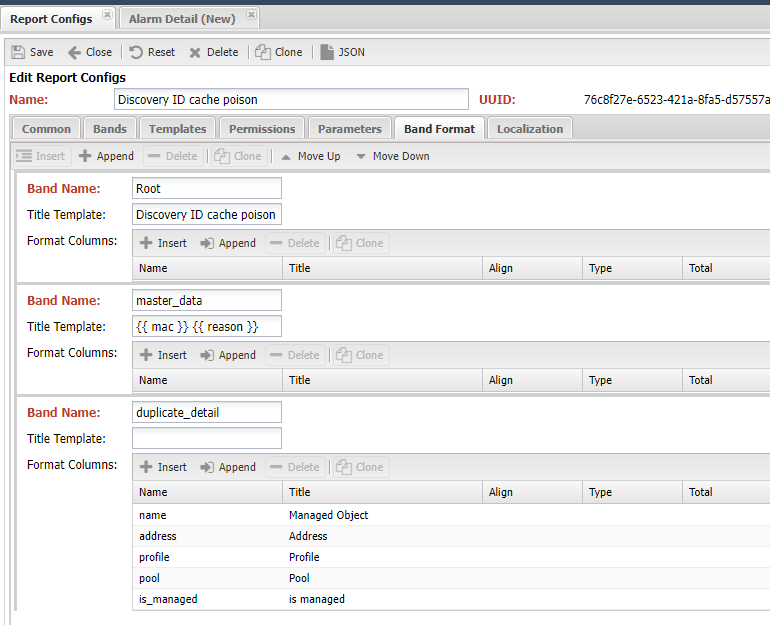 Report Configs Alarm Detail (New)
Save Close Reset Delete Clone JSON
Edit Report Configs
Name: Discovery ID cache poison UUID: 76c8f27e-6523-421a-8fa5-d57557a
Common Bands Templates Permissions Parameters Band Format Localization
Insert Append Delete Clone Move Up Move Down
Band Name: Root
Title Template: Discovery ID cache poison
Format Columns: Insert Append Delete Clone
Name Title Align Type Total
Band Name: master_data
Title Template: {{ mac }} {{ reason }}
Format Columns: Insert Append Delete Clone
Name Title Align Type Total
Band Name: duplicate_detail
Title Template:
Format Columns: Insert Append Delete Clone
Name Title Align Type Total
name Managed Object
address Address
profile Profile
pool Pool
is_managed is managed